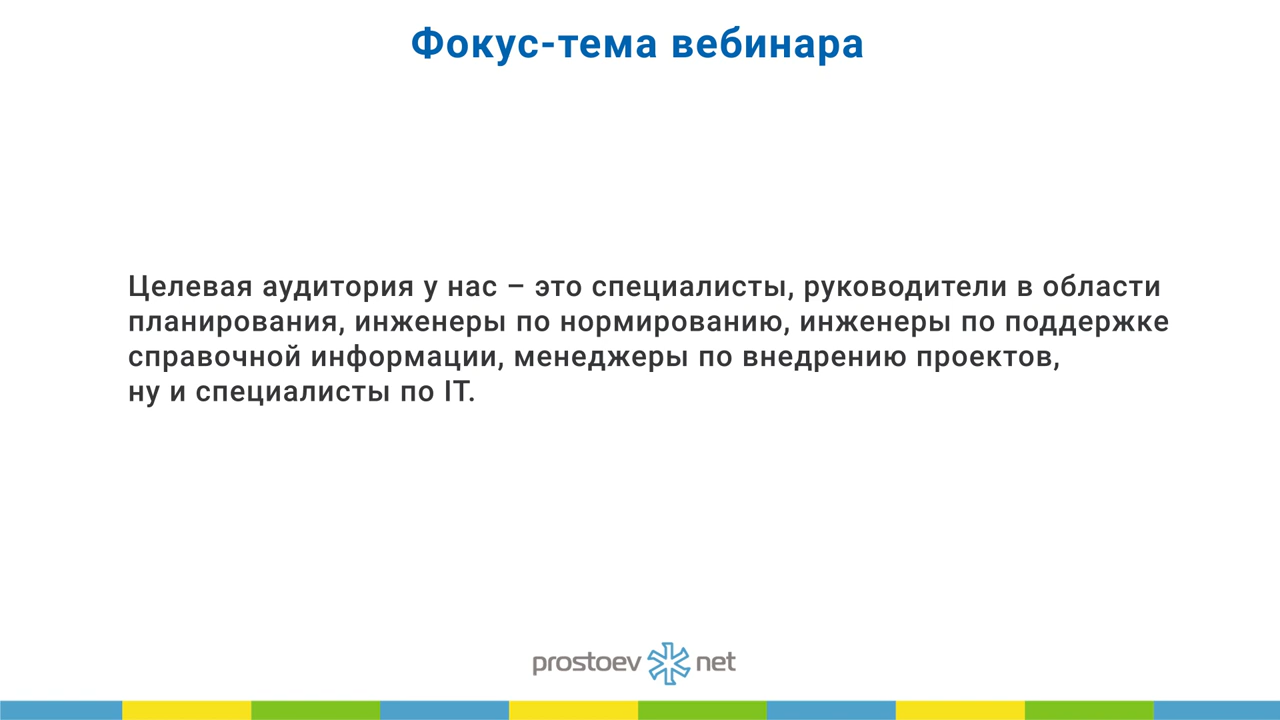 Фокус-тема вебинара
Целевая аудитория у нас – это специалисты, руководители в области
планирования, инженеры по нормированию, инженеры по поддержке
справочной информации, менеджеры по внедрению проектов,
ну и специалисты по IT.
prostoev net